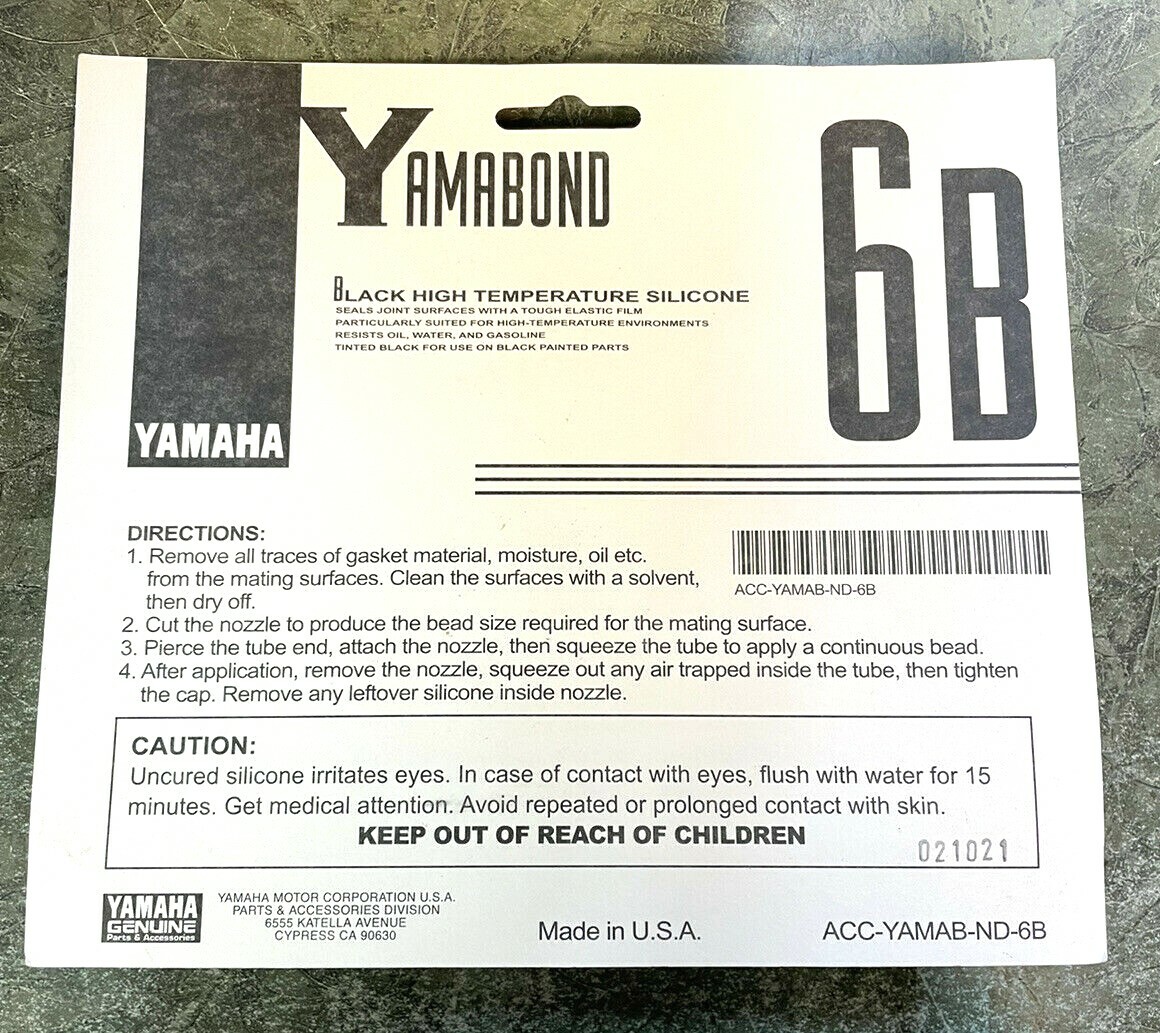 YAMABOND
6B
BLACK HIGH TEMPERATURE SILICONE
SEALS JOINT SURFACES WITH A TOUGH ELASTIC FILM
PARTICULARLY SUITED FOR HIGH-TEMPERATURE ENVIRONMENTS
RESISTS OIL, WATER, AND GASOLINE
TINTED BLACK FOR USE ON BLACK PAINTED PARTS
YAMAHA
DIRECTIONS:
1. Remove all traces of gasket material, moisture, oil etc.
from the mating surfaces. Clean the surfaces with a solvent,
then dry off.
ACC-YAMAB-ND-6B
2. Cut the nozzle to produce the bead size required for the mating surface.
3. Pierce the tube end, attach the nozzle, then squeeze the tube to apply a continuous bead.
4. After application, remove the nozzle, squeeze out any air trapped inside the tube, then tighten
the cap. Remove any leftover silicone inside nozzle.
CAUTION:
Uncured silicone irritates eyes. In case of contact with eyes, flush with water for 15
minutes. Get medical attention. Avoid repeated or prolonged contact with skin.
KEEP OUT OF REACH OF CHILDREN
021021
YAMAHA
GENUINE
Parts & Accessories
YAMAHA MOTOR CORPORATION U.S.A.
PARTS & ACCESSORIES DIVISION
6555 KATELLA AVENUE
CYPRESS CA 90630
Made in U.S.A.
ACC-YAMAB-ND-6B